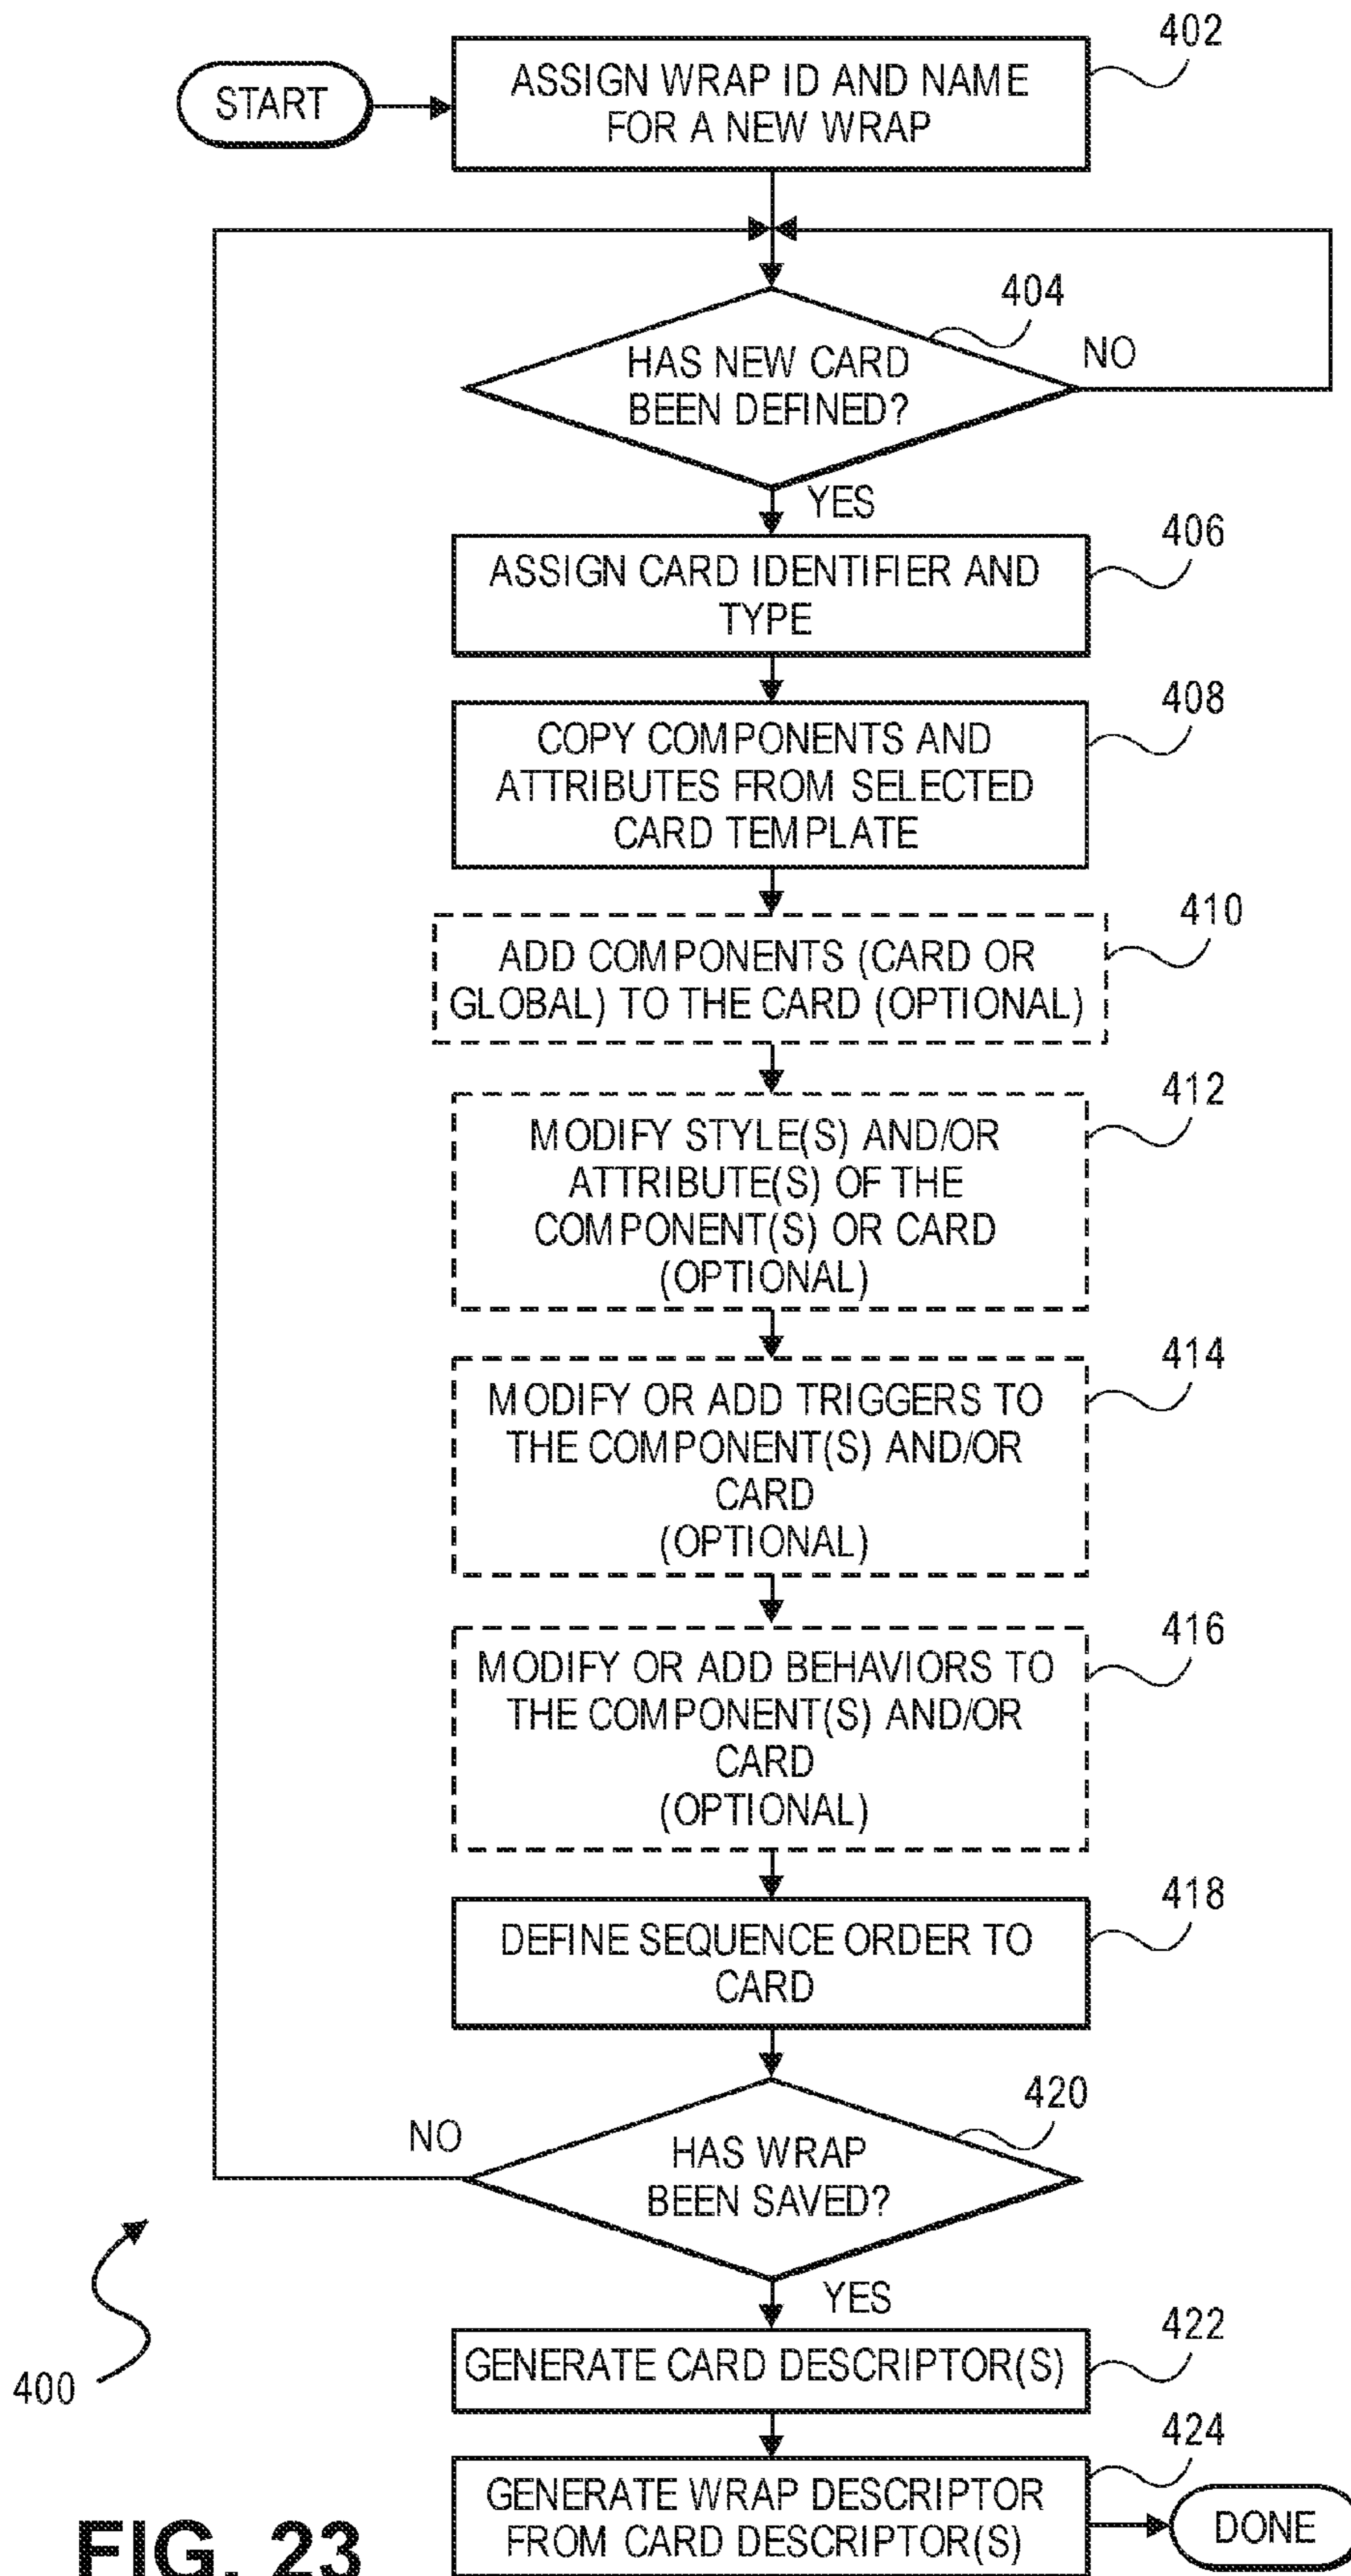 402
START
ASSIGN WRAP ID AND NAME
FOR A NEW WRAP
404
HAS NEW CARD
BEEN DEFINED?
NO
YES
406
ASSIGN CARD IDENTIFIER AND
TYPE
408
COPY COMPONENTS AND
ATTRIBUTES FROM SELECTED
CARD TEMPLATE
410
ADD COMPONENTS (CARD OR
GLOBAL) TO THE CARD (OPTIONAL)
412
MODIFY STYLE(S) AND/OR
ATTRIBUTE(S) OF THE
COMPONENT(S) OR CARD
(OPTIONAL)
414
MODIFY OR ADD TRIGGERS TO
THE COMPONENT(S) AND/OR
CARD
(OPTIONAL)
416
MODIFY OR ADD BEHAVIORS TO
THE COMPONENT(S) AND/OR
CARD
(OPTIONAL)
418
DEFINE SEQUENCE ORDER TO
CARD
420
NO
HAS WRAP
BEEN SAVED?
YES
422
GENERATE CARD DESCRIPTOR(S)
400
424
GENERATE WRAP DESCRIPTOR
FROM CARD DESCRIPTOR(S)
DONE
FIG. 23